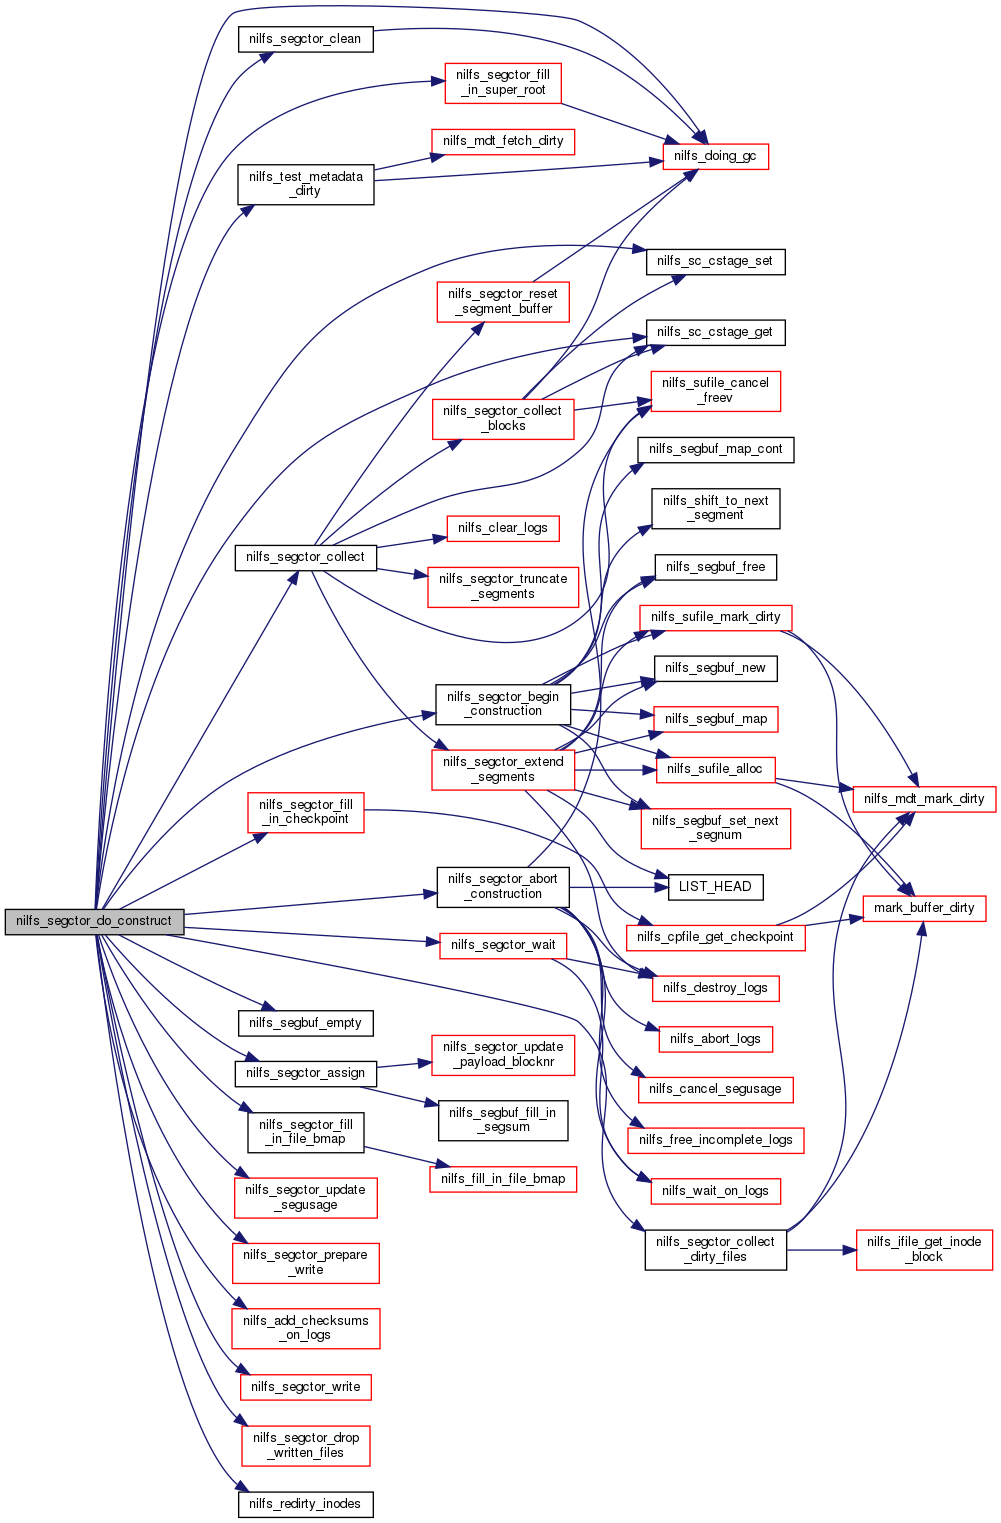 nilfs_segctor_clean
nilfs_segctor_fill
_in_super_root
nilfs_mdt_fetch_dirty
nilfs_doing_gc
nilfs_test_metadata
_dirty
nilfs_sc_cstage_set
nilfs_segctor_reset
_segment_buffer
nilfs_sc_cstage_get
nilfs_sufile_cancel
_freev
nilfs_segctor_collect
_blocks
nilfs_segbuf_map_cont
nilfs_shift_to_next
_segment
nilfs_clear_logs
nilfs_segctor_collect
nilfs_segctor_truncate
_segments
nilfs_segbuf_free
nilfs_sufile_mark_dirty
nilfs_segbuf_new
nilfs_segctor_begin
_construction
nilfs_segbuf_map
nilfs_segctor_extend
_segments
nilfs_sufile_alloc
nilfs_mdt_mark_dirty
nilfs_segctor_fill
_in_checkpoint
nilfs_segbuf_set_next
_segnum
nilfs_segctor_abort
_construction
LIST_HEAD
mark_buffer_dirty
nilfs_segctor_do_construct
nilfs_segctor_wait
nilfs_cpfile_get_checkpoint
nilfs_destroy_logs
nilfs_segbuf_empty
nilfs_abort_logs
nilfs_segctor_update
_payload_blocknr
nilfs_segctor_assign
nilfs_cancel_segusage
nilfs_segbuf_fill_in
_segsum
nilfs_segctor_fill
_in_file_bmap
nilfs_free_incomplete_logs
nilfs_fill_in_file_bmap
nilfs_wait_on_logs
nilfs_segctor_update
_segusage
nilfs_segctor_collect
_dirty_files
nilfs_ifile_get_inode
_block
nilfs_segctor_prepare
_write
nilfs_add_checksums
_on_logs
nilfs_segctor_write
nilfs_segctor_drop
_written_files
nilfs_redirty_inodes